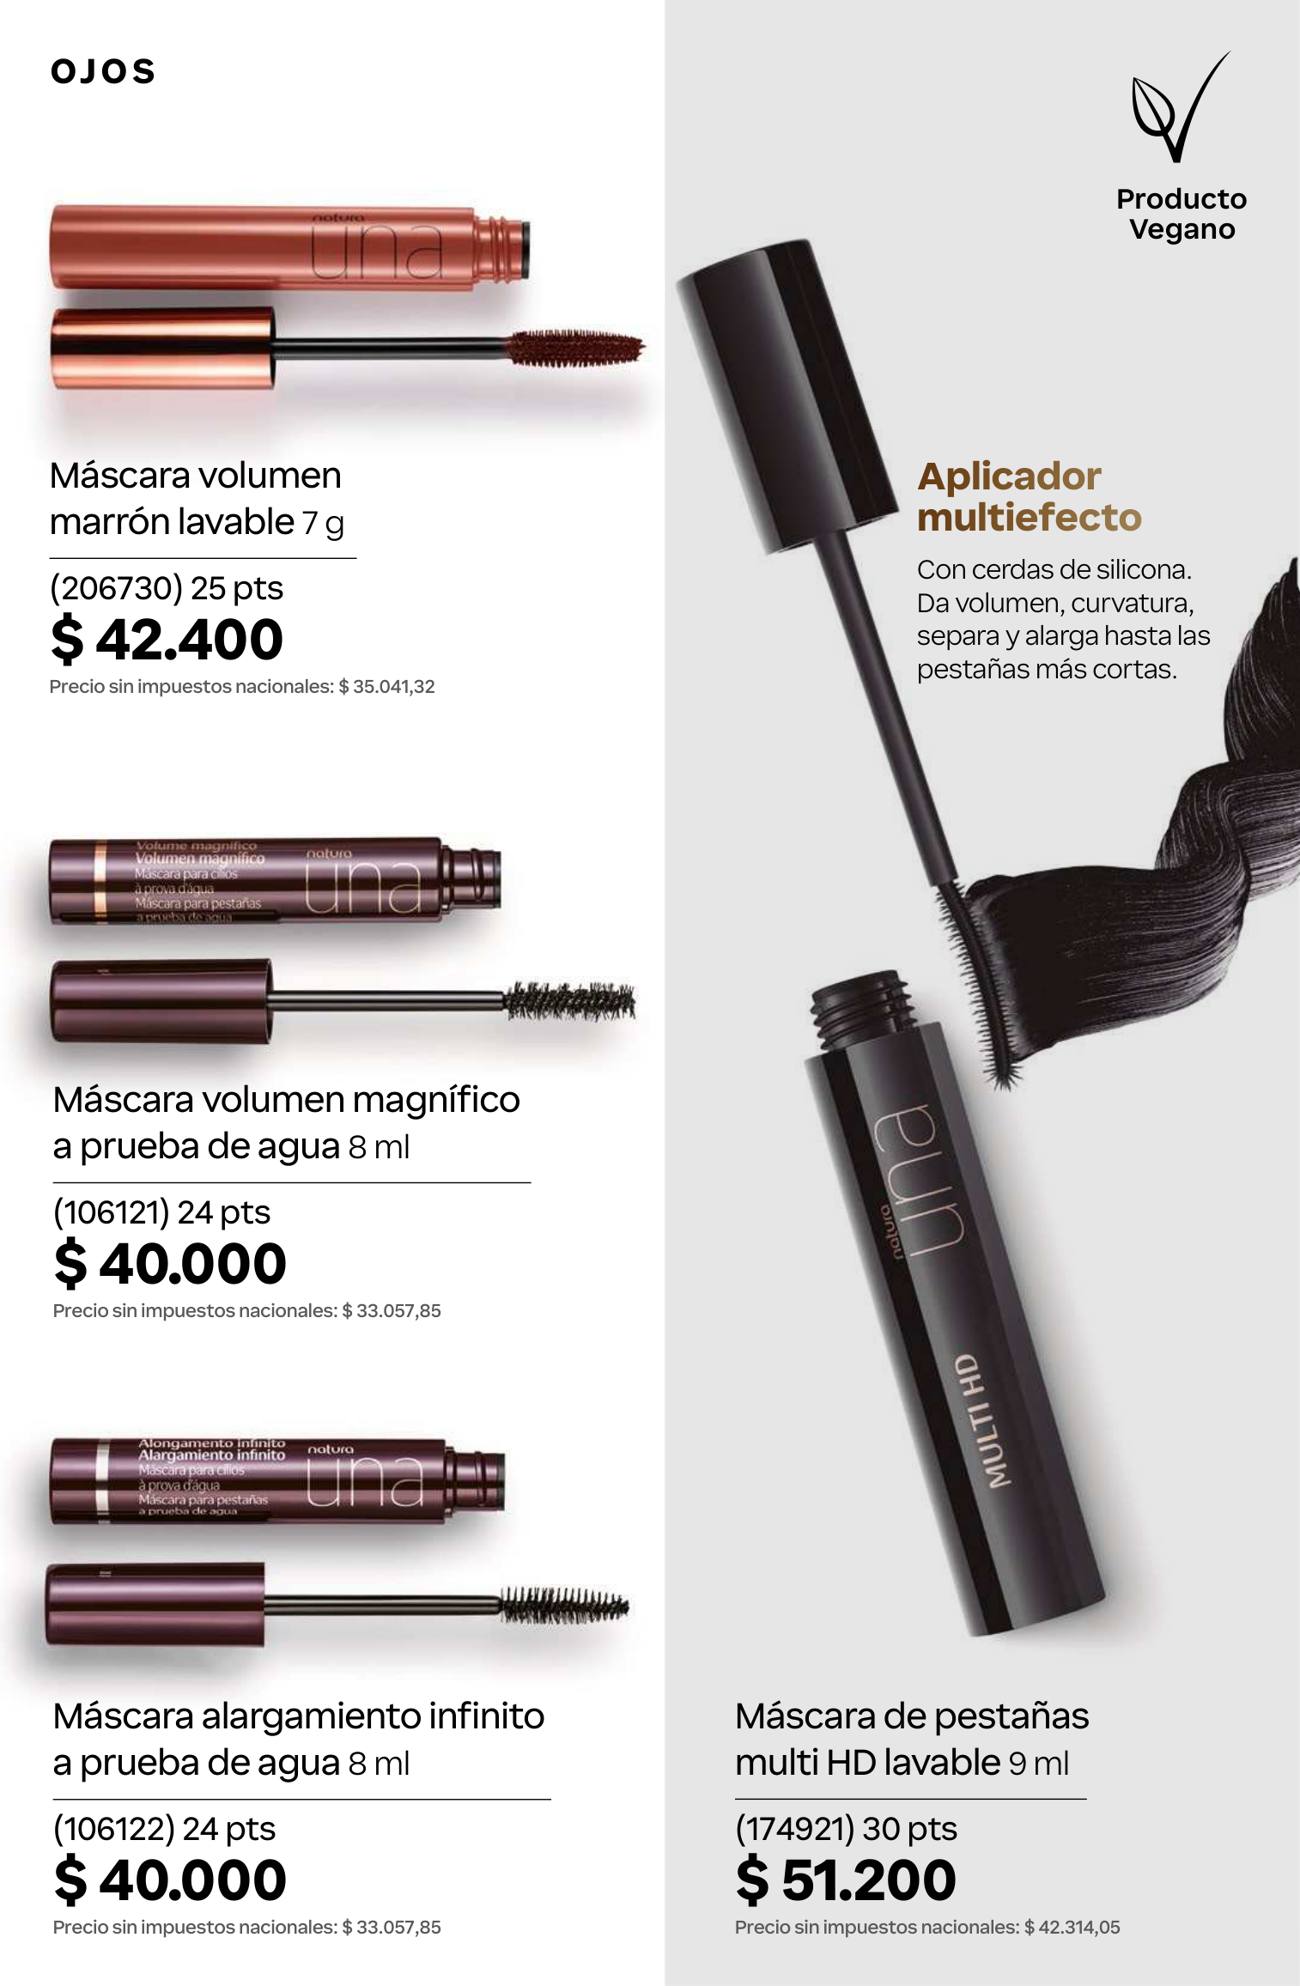 OJOS
natura
una
Máscara volumen
marrón lavable 7 g
(206730) 25 pts
$ 42.400
Precio sin impuestos nacionales: $ 35.041,32
Volume magnífico
Volumen magnífico
Máscara para cílios
à prova d'água
Máscara para pestañas
a prueba de agua
natura
una
Máscara volumen magnífico
a prueba de agua 8 ml
(106121) 24 pts
$ 40.000
Precio sin impuestos nacionales: $ 33.057,85
Alongamento infinito
Alargamiento infinito
Máscara para cílios
à prova d'água
Máscara para pestañas
a prueba de agua
natura
una
Máscara alargamiento infinito
a prueba de agua 8 ml
(106122) 24 pts
$ 40.000
Precio sin impuestos nacionales: $ 33.057,85
Producto
Vegano
Aplicador
multiefecto
Con cerdas de silicona.
Da volumen, curvatura,
separa y alarga hasta las
pestañas más cortas.
natura
una
MULTI HD
Máscara de pestañas
multi HD lavable 9 ml
(174921) 30 pts
$ 51.200
Precio sin impuestos nacionales: $ 42.314,05